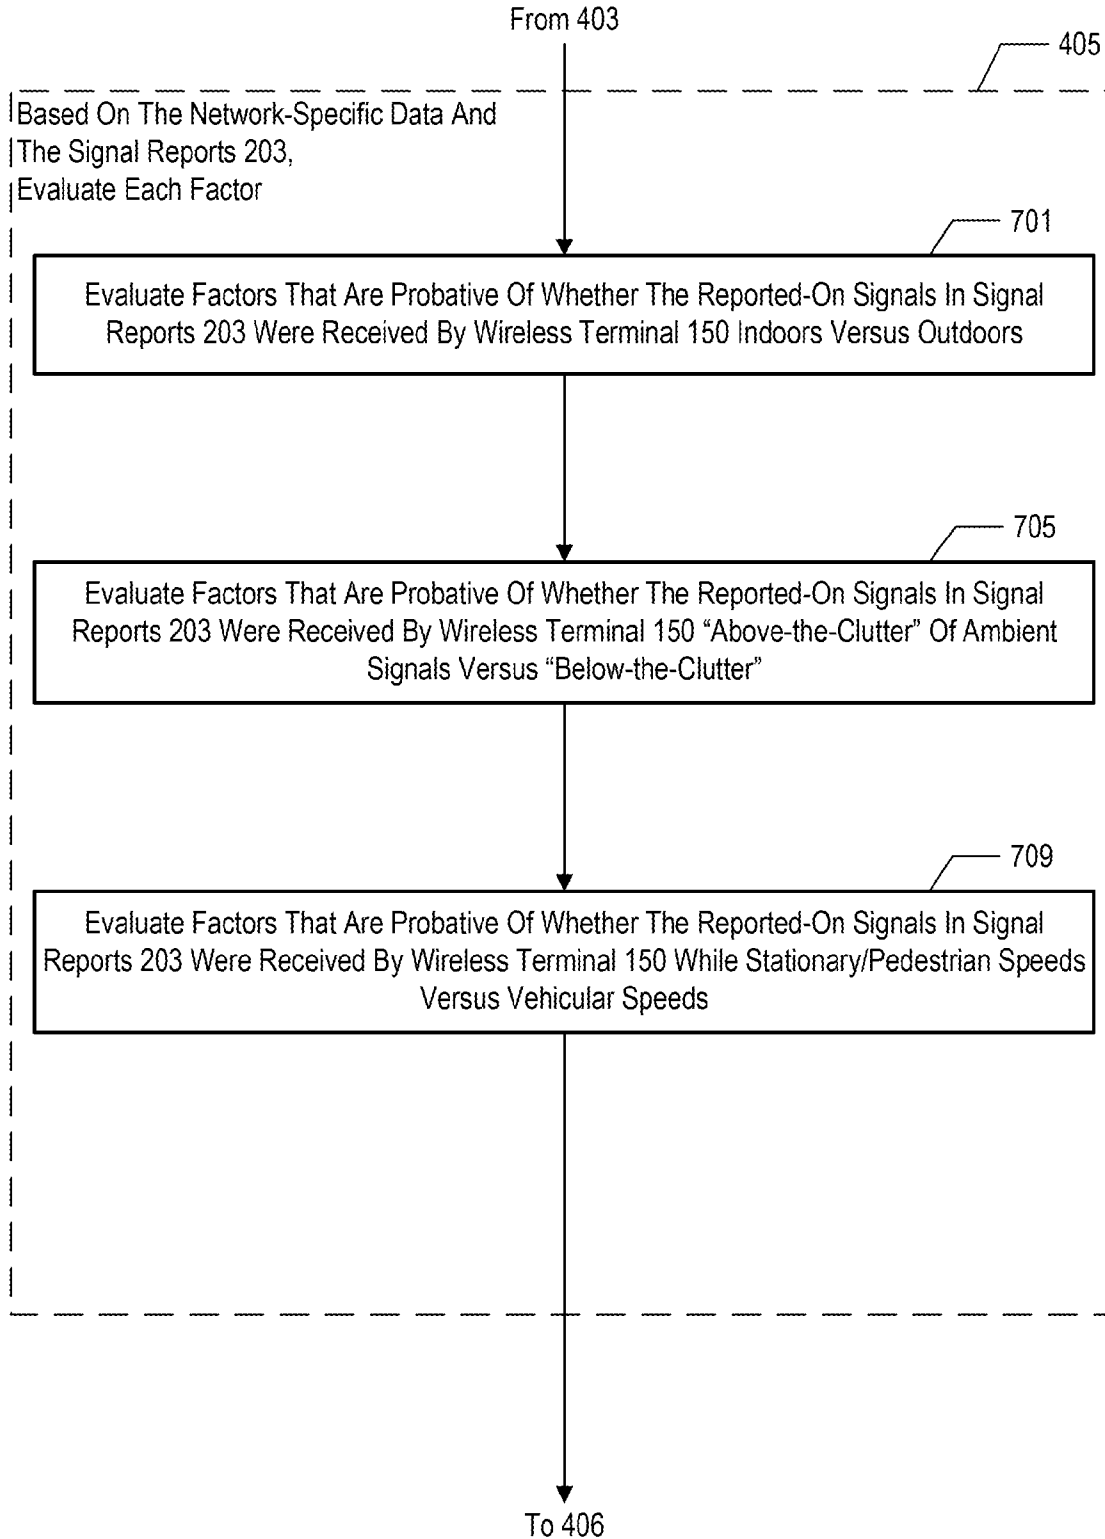 From 403
405
Based On The Network-Specific Data And
The Signal Reports 203,
Evaluate Each Factor
701
Evaluate Factors That Are Probative Of Whether The Reported-On Signals In Signal
Reports 203 Were Received By Wireless Terminal 150 Indoors Versus Outdoors
705
Evaluate Factors That Are Probative Of Whether The Reported-On Signals In Signal
Reports 203 Were Received By Wireless Terminal 150 “Above-the-Clutter” Of Ambient
Signals Versus “Below-the-Clutter”
709
Evaluate Factors That Are Probative Of Whether The Reported-On Signals In Signal
Reports 203 Were Received By Wireless Terminal 150 While Stationary/Pedestrian Speeds
Versus Vehicular Speeds
To 406